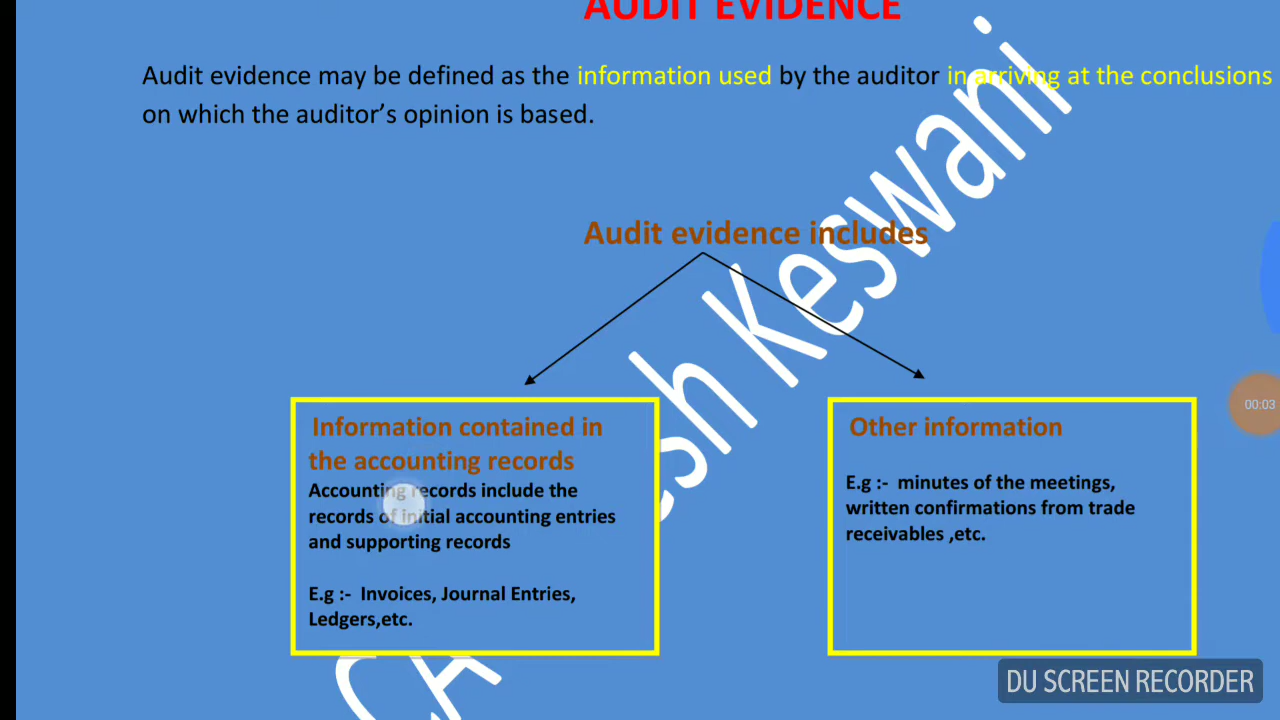 AUDIT EVIDENCE
Audit evidence may be defined as the information used by the auditor in arriving at the conclusions
on which the auditor’s opinion is based.
Audit evidence includes
Information contained in
the accounting records
Accounting records include the
records of initial accounting entries
and supporting records
E.g :- Invoices, Journal Entries,
Ledgers,etc.
Other information
E.g :- minutes of the meetings,
written confirmations from trade
receivables ,etc.
CA
Keswani
00:03
DU SCREEN RECORDER